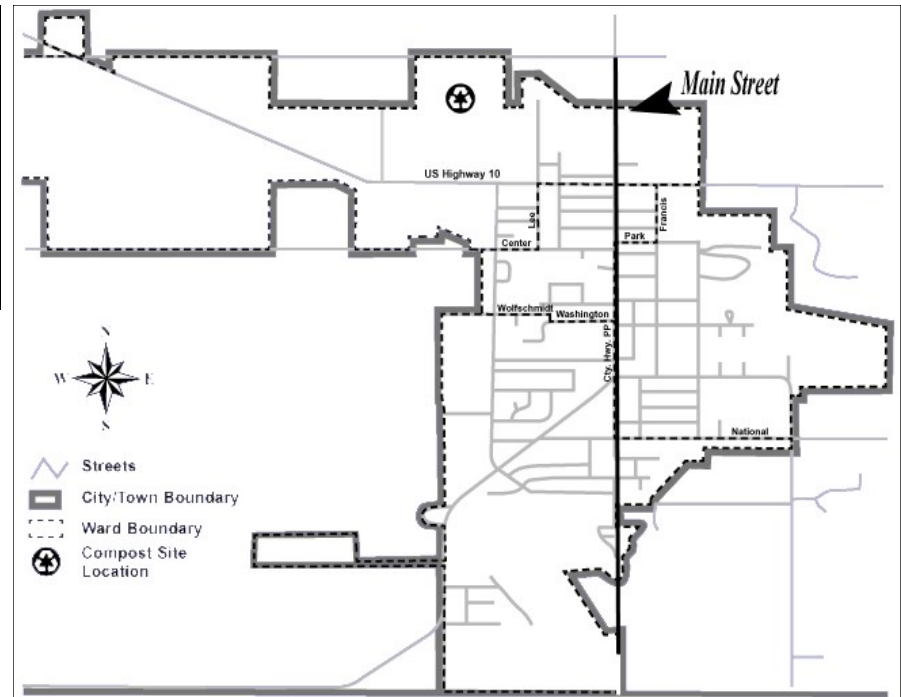 Main Street
US Highway 10
Lee
Francis
Center
Park
Wolfschmidt
Washington
Cty. Hwy. PP
National
W
E
S
Streets
City/Town Boundary
Ward Boundary
Compost Site
Location